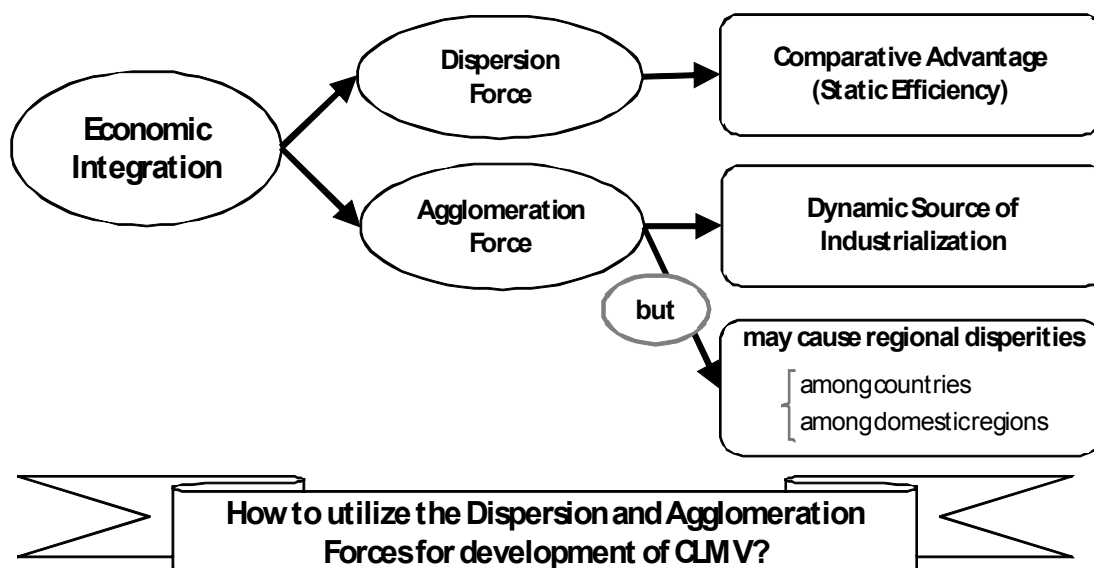 Dispersion
Force
Comparative Advantage
(Static Efficiency)
Economic
Integration
Agglomeration
Force
Dynamic Source of
Industrialization
but
may cause regional disperities
among countries
among domestic regions
How to utilize the Dispersion and Agglomeration
Forces for development of CLMV?